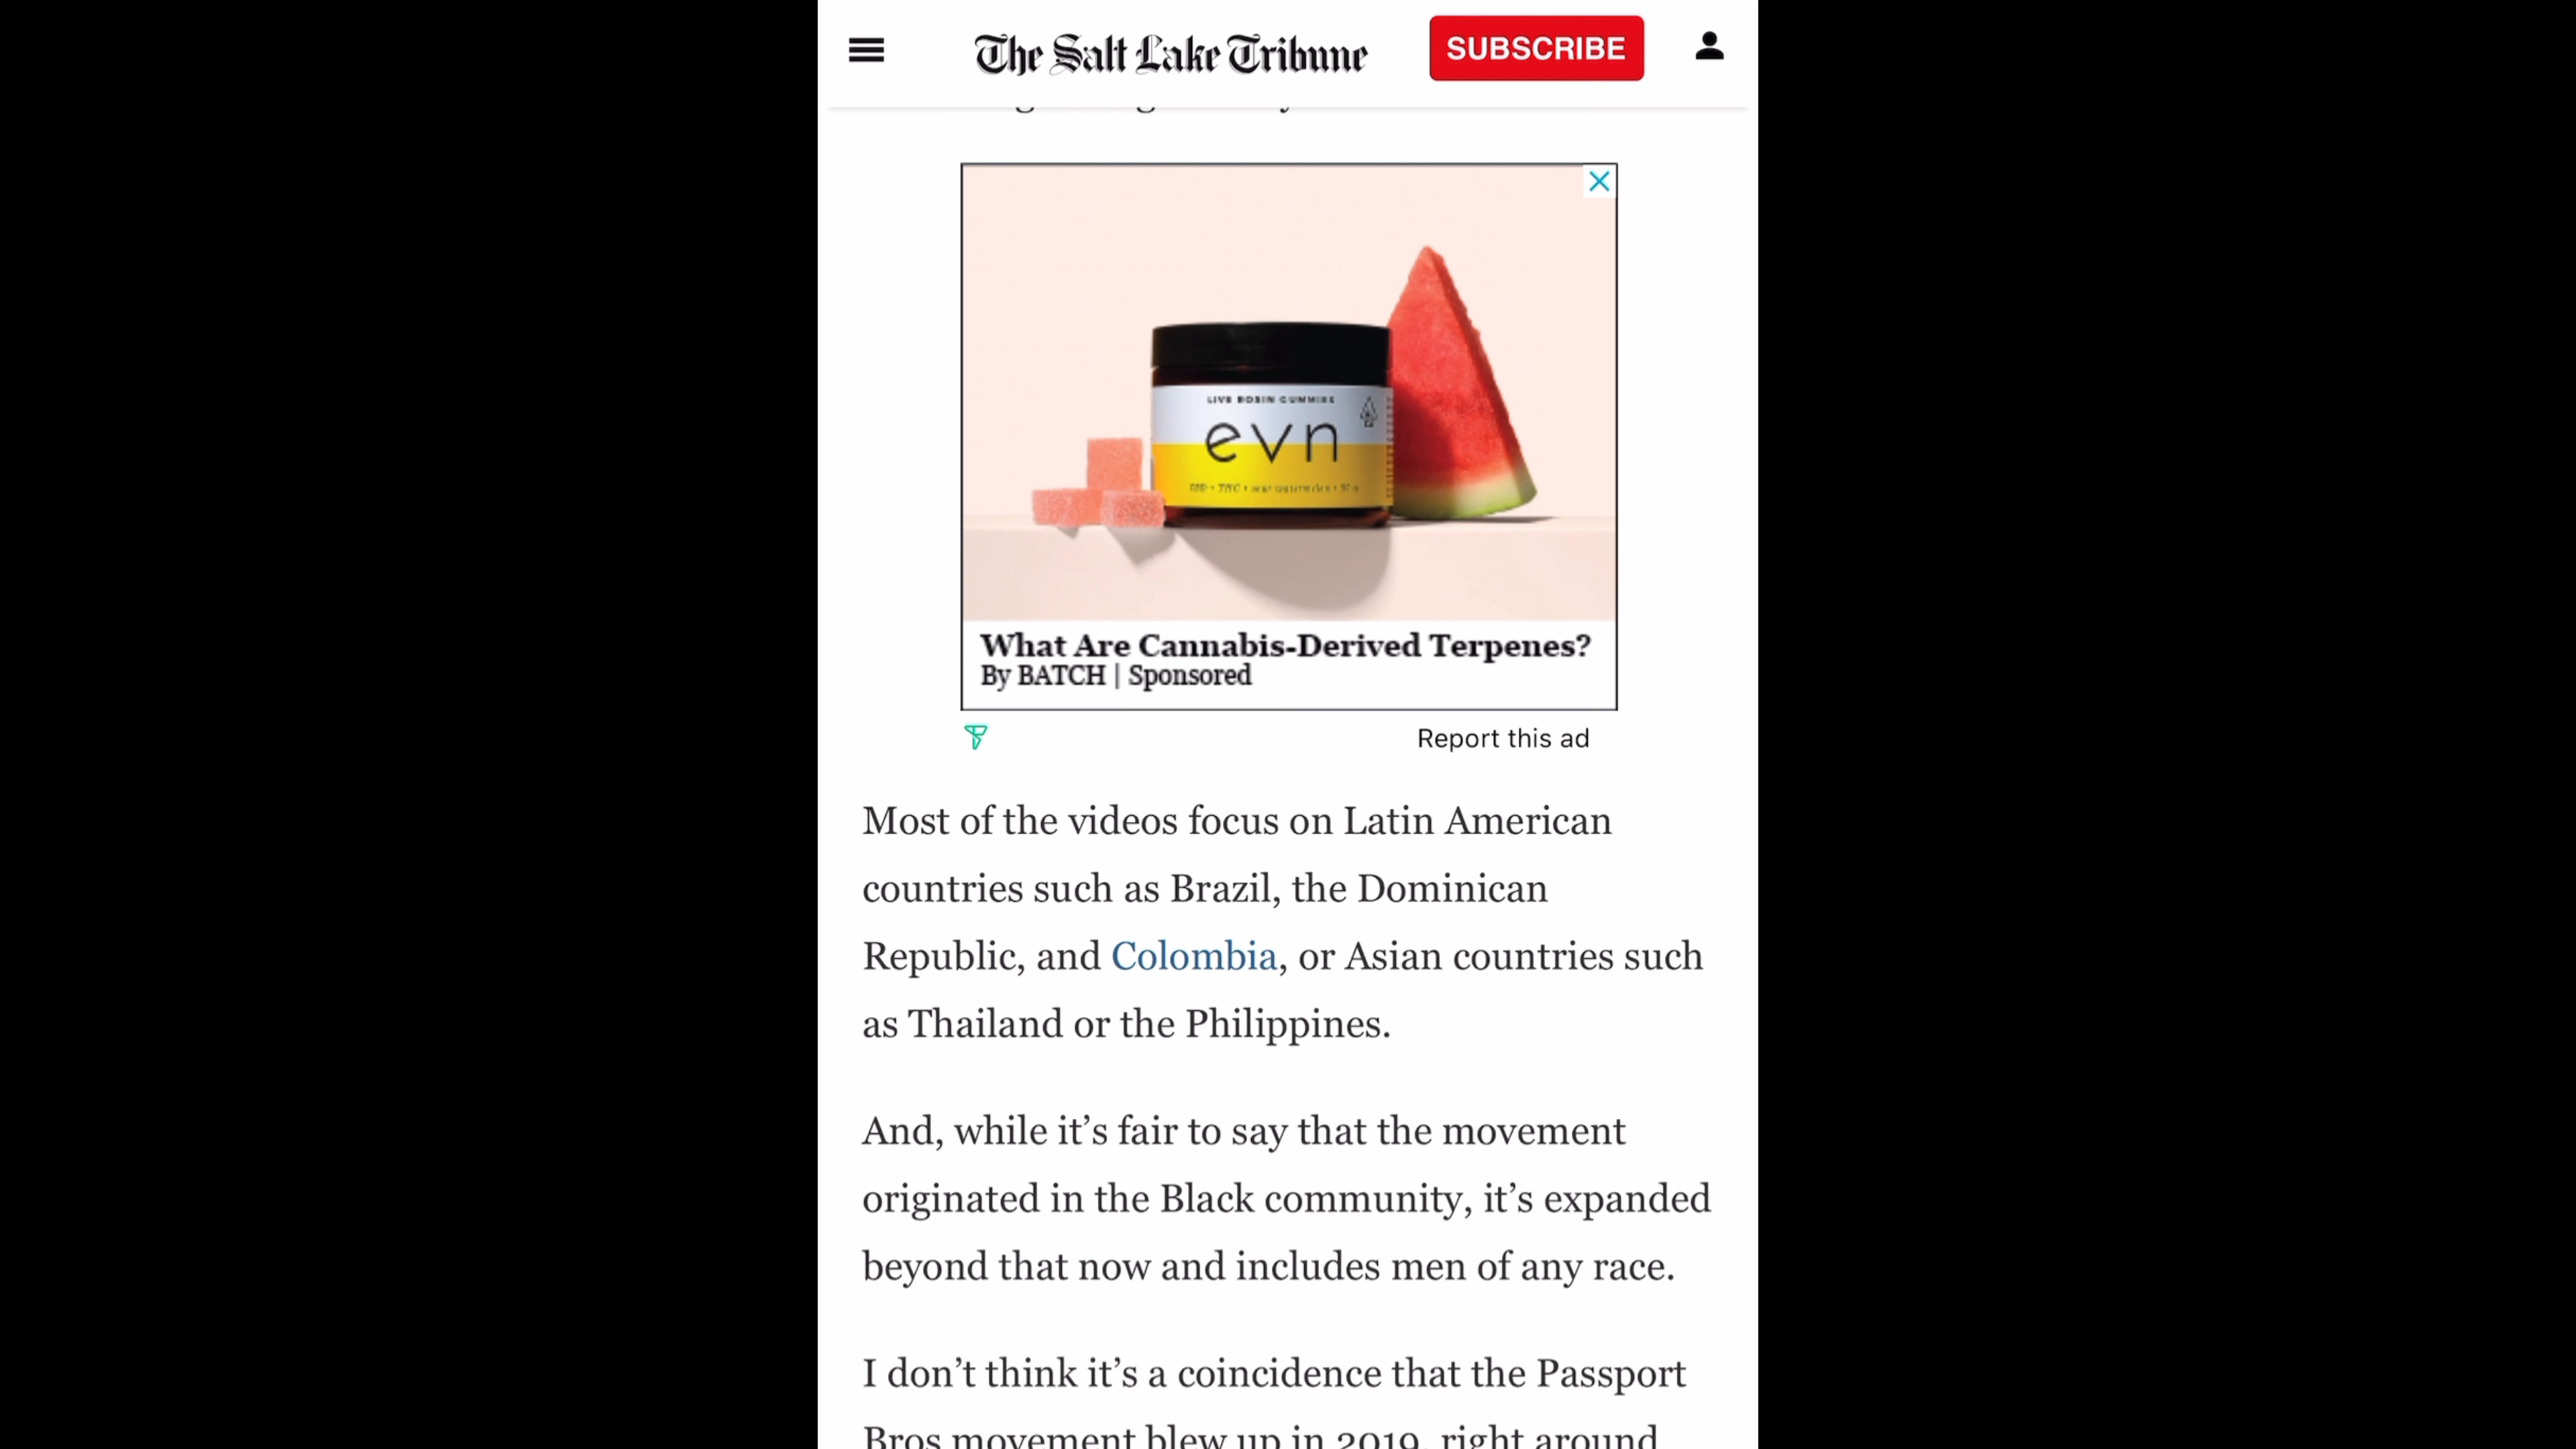 The Salt Lake Tribune
SUBSCRIBE
LIVE ROSIN GUMMIES
evn
What Are Cannabis-Derived Terpenes?
By BATCH | Sponsored
Report this ad
Most of the videos focus on Latin American
countries such as Brazil, the Dominican
Republic, and Colombia, or Asian countries such
as Thailand or the Philippines.
And, while it’s fair to say that the movement
originated in the Black community, it’s expanded
beyond that now and includes men of any race.
I don’t think it’s a coincidence that the Passport
Bros movement blew up in 2019, right around